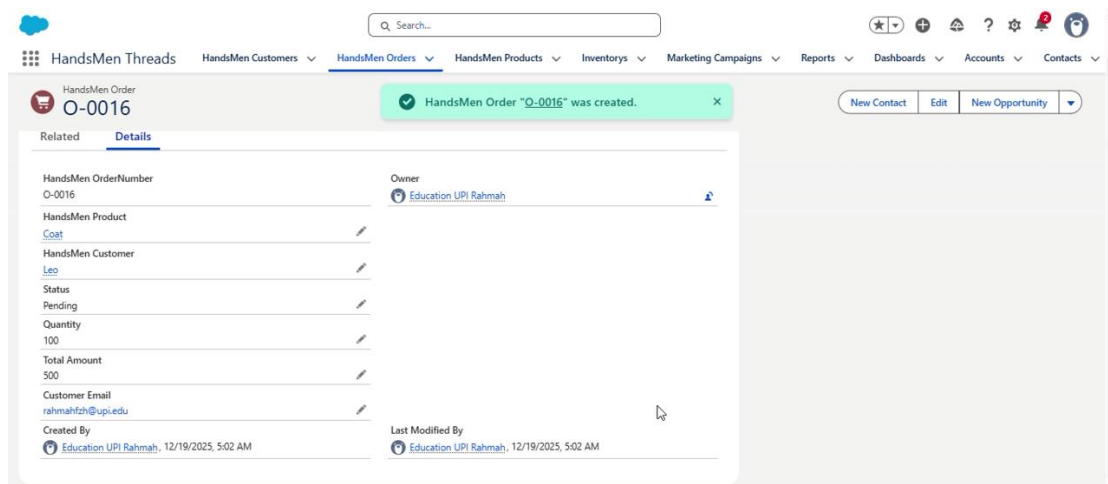 Search...
2
HandsMen Threads HandsMen Customers HandsMen Orders HandsMen Products Inventorys Marketing Campaigns Reports Dashboards Accounts Contacts
HandsMen Order
O-0016
HandsMen Order "O-0016" was created.
New Contact Edit New Opportunity
Related Details
HandsMen OrderNumber
O-0016
Owner
Education UPI Rahmah
HandsMen Product
Coat
HandsMen Customer
Leo
Status
Pending
Quantity
100
Total Amount
500
Customer Email
rahmahfzh@upi.edu
Created By
Education UPI Rahmah, 12/19/2025, 5:02 AM
Last Modified By
Education UPI Rahmah, 12/19/2025, 5:02 AM